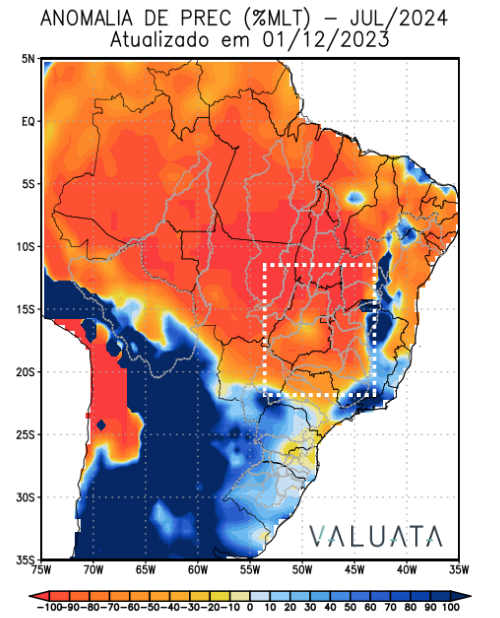 ANOMALIA DE PREC (%MLT) – JUL/2024
Atualizado em 01/12/2023
5N
EQ
5S
10S
15S
20S
25S
30S
35S
VALUATA
75W 70W 65W 60W 55W 50W 45W 40W 35W
-100 -90 -80 -70 -60 -50 -40 -30 -20 -10 0 10 20 30 40 50 60 70 80 90 100